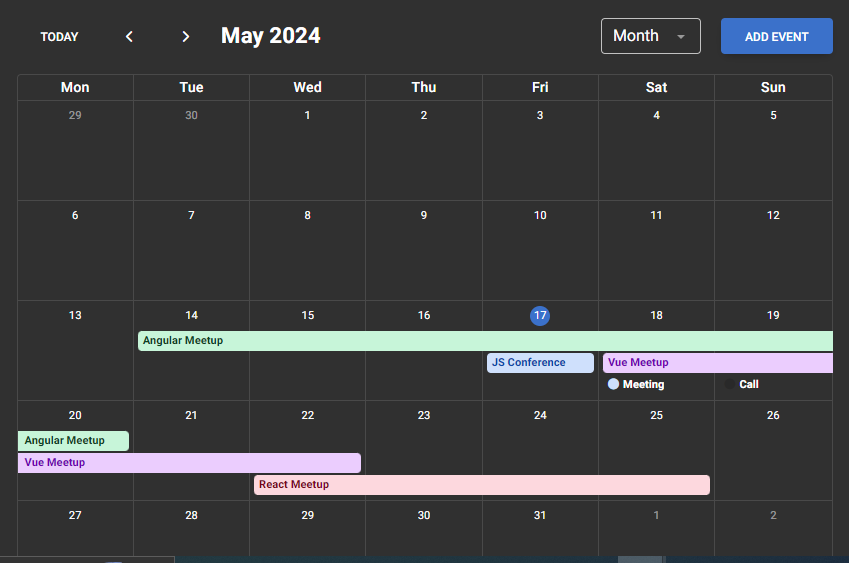 TODAY < > May 2024 Month ADD EVENT
Mon Tue Wed Thu Fri Sat Sun
29 30 1 2 3 4 5
6 7 8 9 10 11 12
13 14 15 16 17 18 19
Angular Meetup
JS Conference Vue Meetup
Meeting Call
20 21 22 23 24 25 26
Angular Meetup
Vue Meetup
React Meetup
27 28 29 30 31 1 2